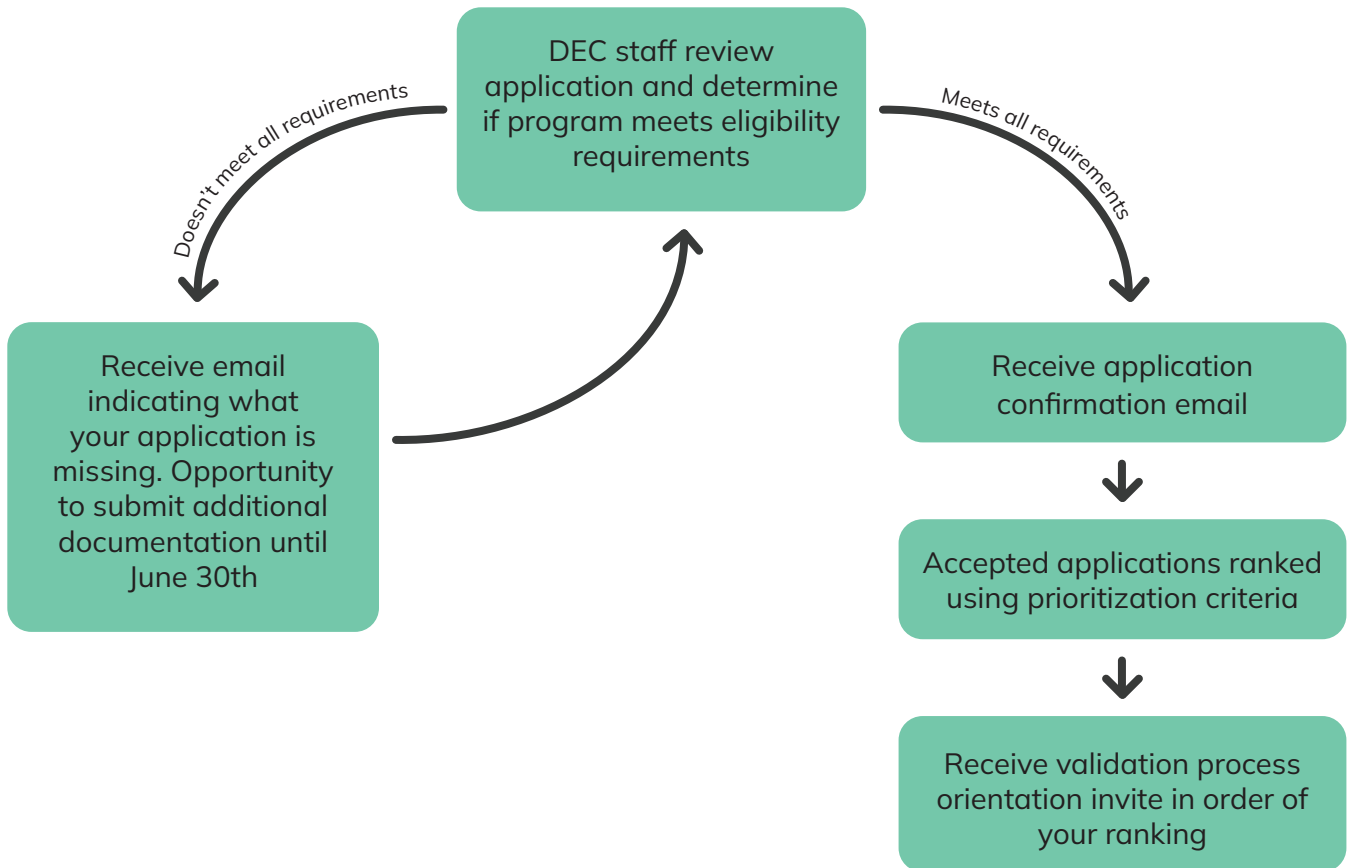 DEC staff review
application and determine
if program meets eligibility
requirements
Doesn't meet all requirements
Meets all requirements
Receive email
indicating what
your application is
missing. Opportunity
to submit additional
documentation until
June 30th
Receive application
confirmation email
Accepted applications ranked
using prioritization criteria
Receive validation process
orientation invite in order of
your ranking